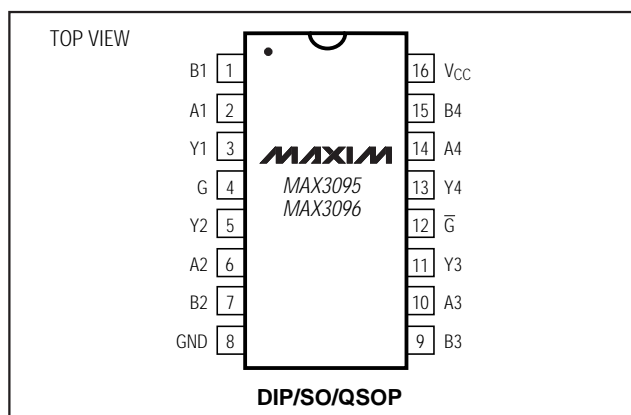 TOP VIEW
B1 1 16 VCC
A1 2 15 B4
Y1 3 14 A4
MAXIM
G 4 13 Y4
MAX3095
MAX3096
Y2 5 12 G̅
A2 6 11 Y3
B2 7 10 A3
GND 8 9 B3
DIP/SO/QSOP